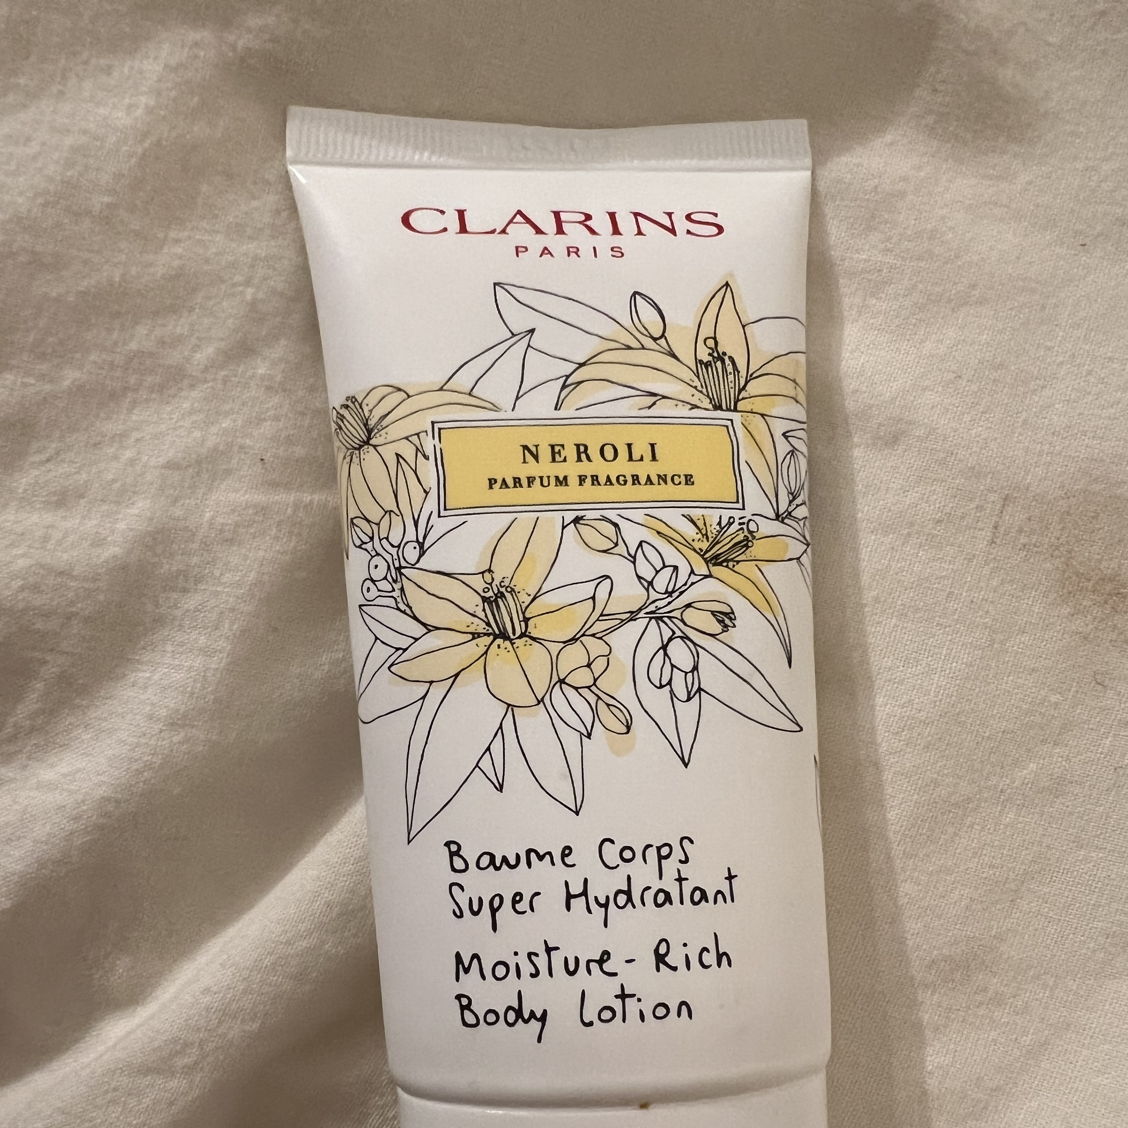 CLARINS
PARIS
NEROLI
PARFUM FRAGRANCE
Baume Corps
Super Hydratant
Moisture-Rich
Body Lotion